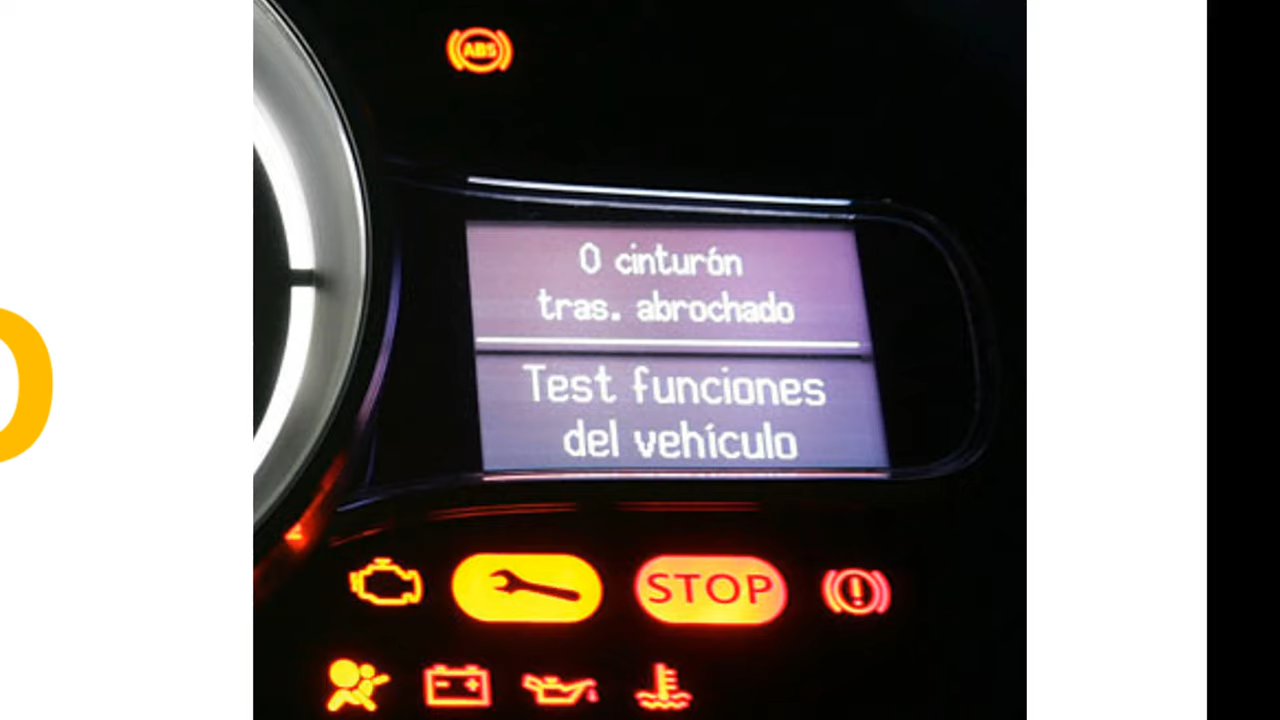 ABS
0 cinturón
tras. abrochado
Test funciones
del vehículo
STOP